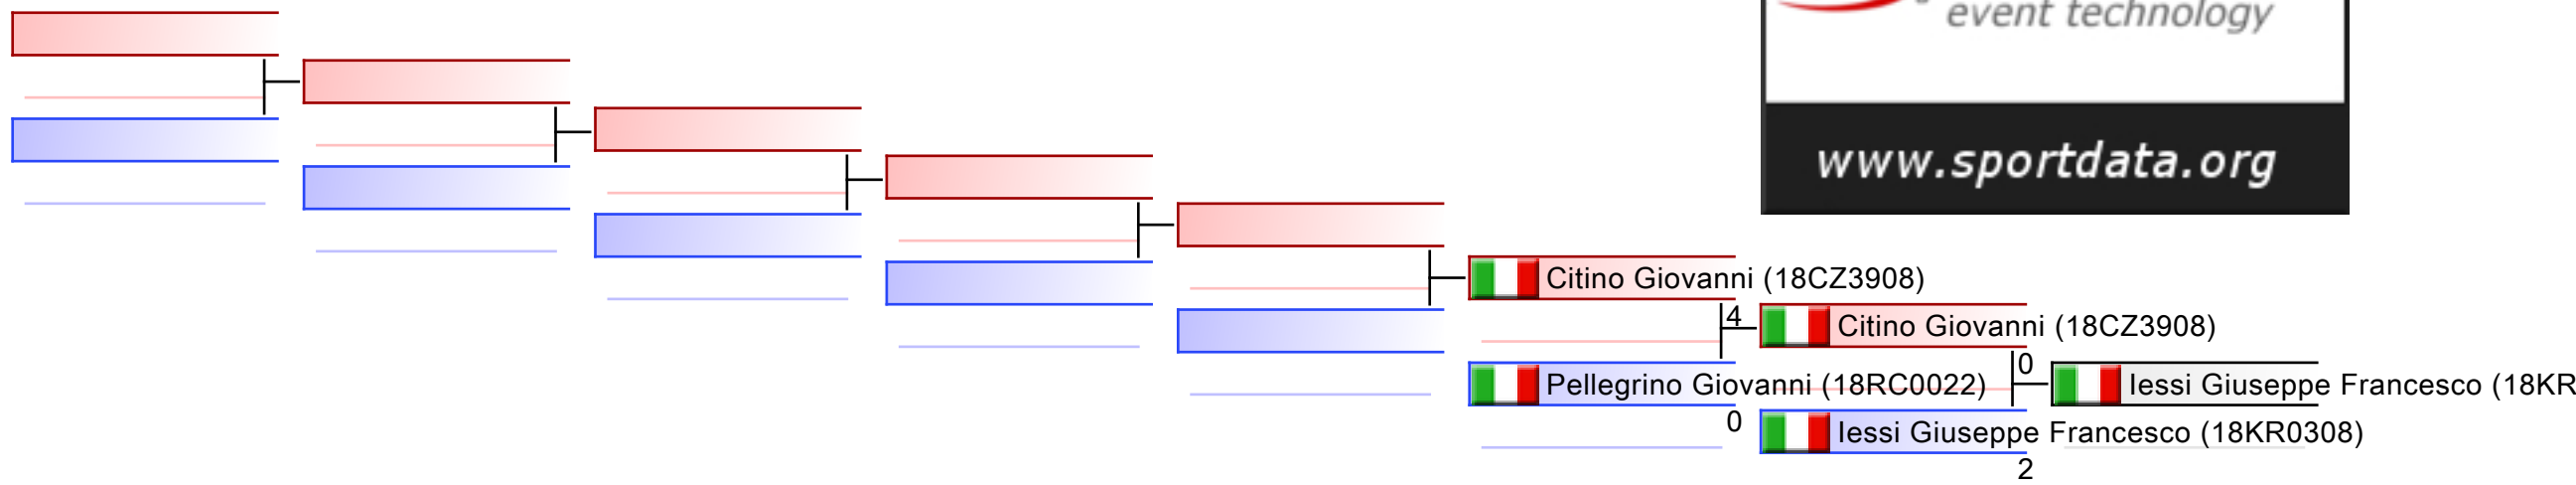 event technology
www.sportdata.org
Citino Giovanni (18CZ3908)
4
Citino Giovanni (18CZ3908)
0
Pellegrino Giovanni (18RC0022)
Iessi Giuseppe Francesco (18KR
0
Iessi Giuseppe Francesco (18KR0308)
2